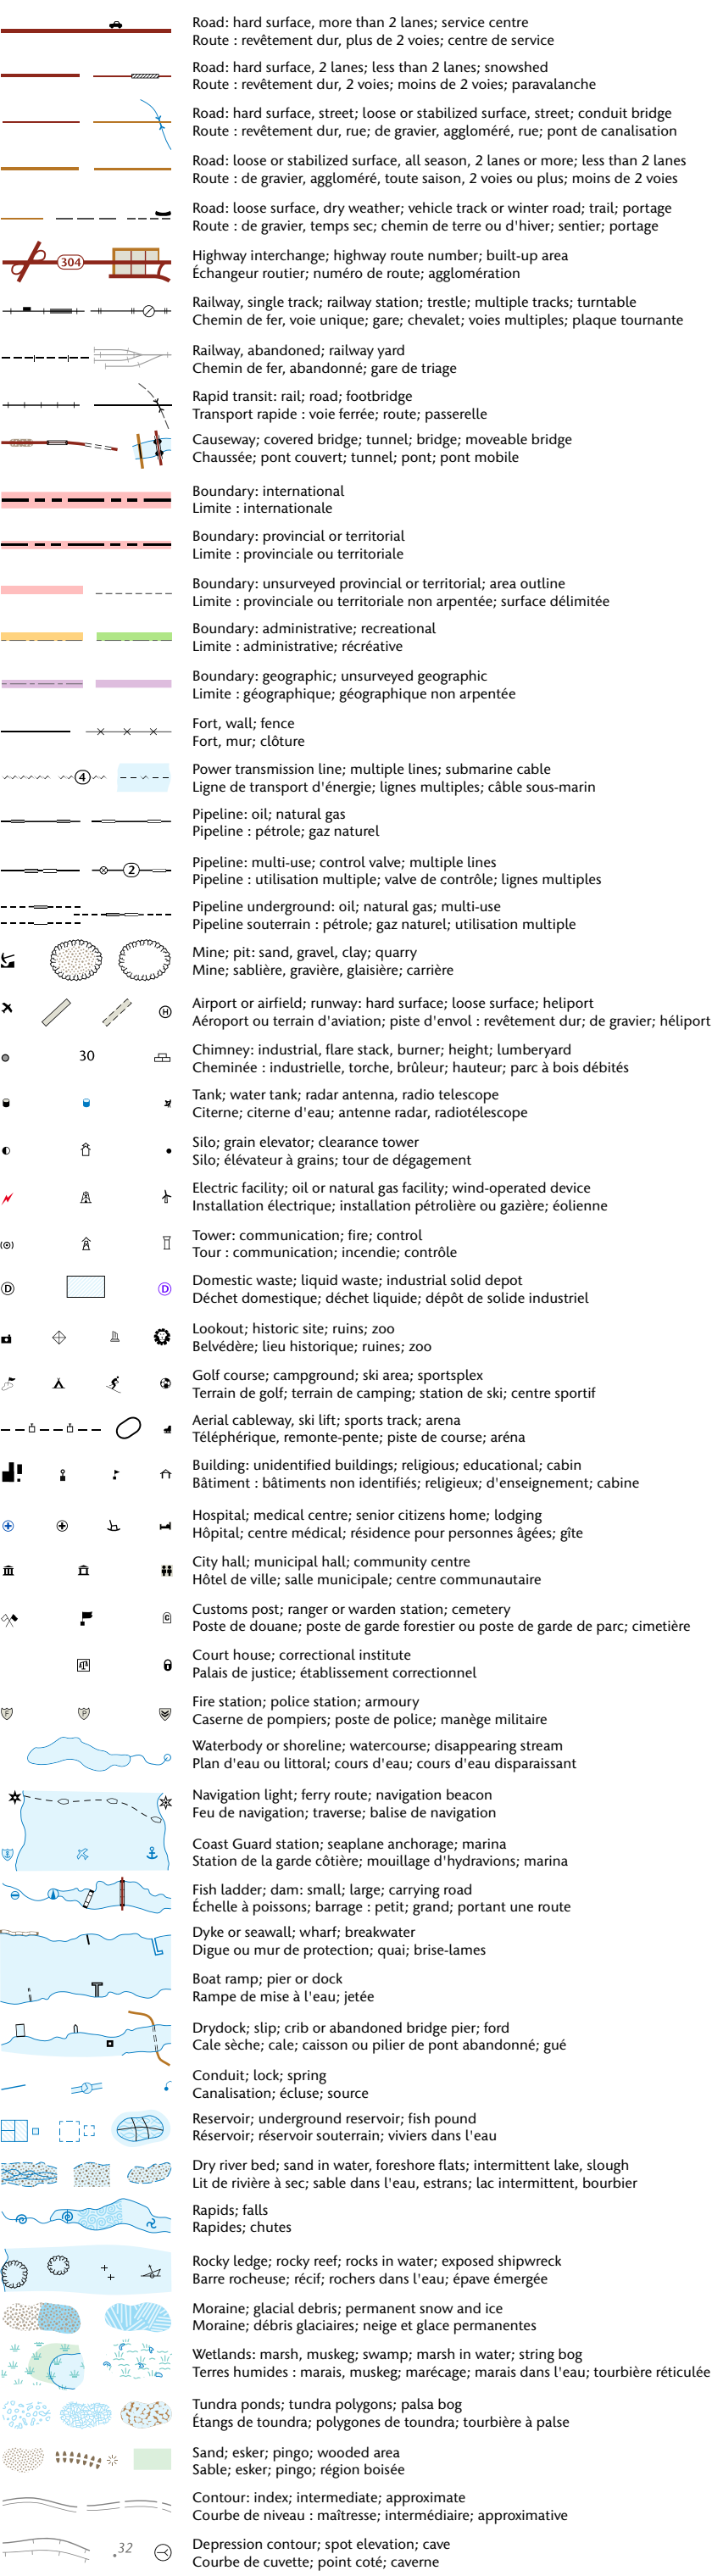 Road: hard surface, more than 2 lanes; service centre
Route : revêtement dur, plus de 2 voies; centre de service
Road: hard surface, 2 lanes; less than 2 lanes; snowshed
Route : revêtement dur, 2 voies; moins de 2 voies; paravalanche
Road: hard surface, street; loose or stabilized surface, street; conduit bridge
Route : revêtement dur, rue; de gravier, aggloméré, rue; pont de canalisation
Road: loose or stabilized surface, all season, 2 lanes or more; less than 2 lanes
Route : de gravier, aggloméré, toute saison, 2 voies ou plus; moins de 2 voies
Road: loose surface, dry weather; vehicle track or winter road; trail; portage
Route : de gravier, temps sec; chemin de terre ou d'hiver; sentier; portage
304
Highway interchange; highway route number; built-up area
Échangeur routier; numéro de route; agglomération
Railway, single track; railway station; trestle; multiple tracks; turntable
Chemin de fer, voie unique; gare; chevalet; voies multiples; plaque tournante
Railway, abandoned; railway yard
Chemin de fer, abandonné; gare de triage
Rapid transit: rail; road; footbridge
Transport rapide : voie ferrée; route; passerelle
Causeway; covered bridge; tunnel; bridge; moveable bridge
Chaussée; pont couvert; tunnel; pont; pont mobile
Boundary: international
Limite : internationale
Boundary: provincial or territorial
Limite : provinciale ou territoriale
Boundary: unsurveyed provincial or territorial; area outline
Limite : provinciale ou territoriale non arpentée; surface délimitée
Boundary: administrative; recreational
Limite : administrative; récréative
Boundary: geographic; unsurveyed geographic
Limite : géographique; géographique non arpentée
Fort, wall; fence
Fort, mur; clôture
4
Power transmission line; multiple lines; submarine cable
Ligne de transport d'énergie; lignes multiples; câble sous-marin
Pipeline: oil; natural gas
Pipeline : pétrole; gaz naturel
2
Pipeline: multi-use; control valve; multiple lines
Pipeline : utilisation multiple; valve de contrôle; lignes multiples
Pipeline underground: oil; natural gas; multi-use
Pipeline souterrain : pétrole; gaz naturel; utilisation multiple
Mine; pit: sand, gravel, clay; quarry
Mine; sablière, gravière, glaisière; carrière
H
Airport or airfield; runway: hard surface; loose surface; heliport
Aéroport ou terrain d'aviation; piste d'envol : revêtement dur; de gravier; héliport
30
Chimney: industrial, flare stack, burner; height; lumberyard
Cheminée : industrielle, torche, brûleur; hauteur; parc à bois débités
Tank; water tank; radar antenna, radio telescope
Citerne; citerne d'eau; antenne radar, radiotélescope
Silo; grain elevator; clearance tower
Silo; élévateur à grains; tour de dégagement
Electric facility; oil or natural gas facility; wind-operated device
Installation électrique; installation pétrolière ou gazière; éolienne
Tower: communication; fire; control
Tour : communication; incendie; contrôle
D D
Domestic waste; liquid waste; industrial solid depot
Déchet domestique; déchet liquide; dépôt de solide industriel
Lookout; historic site; ruins; zoo
Belvédère; lieu historique; ruines; zoo
Golf course; campground; ski area; sportsplex
Terrain de golf; terrain de camping; station de ski; centre sportif
Aerial cableway, ski lift; sports track; arena
Téléphérique, remonte-pente; piste de course; aréna
Building: unidentified buildings; religious; educational; cabin
Bâtiment : bâtiments non identifiés; religieux; d'enseignement; cabine
Hospital; medical centre; senior citizens home; lodging
Hôpital; centre médical; résidence pour personnes âgées; gîte
City hall; municipal hall; community centre
Hôtel de ville; salle municipale; centre communautaire
C
Customs post; ranger or warden station; cemetery
Poste de douane; poste de garde forestier ou poste de garde de parc; cimetière
Court house; correctional institute
Palais de justice; établissement correctionnel
F P
Fire station; police station; armoury
Caserne de pompiers; poste de police; manège militaire
Waterbody or shoreline; watercourse; disappearing stream
Plan d'eau ou littoral; cours d'eau; cours d'eau disparaissant
Navigation light; ferry route; navigation beacon
Feu de navigation; traverse; balise de navigation
Coast Guard station; seaplane anchorage; marina
Station de la garde côtière; mouillage d'hydravions; marina
Fish ladder; dam: small; large; carrying road
Échelle à poissons; barrage : petit; grand; portant une route
Dyke or seawall; wharf; breakwater
Digue ou mur de protection; quai; brise-lames
Boat ramp; pier or dock
Rampe de mise à l'eau; jetée
Drydock; slip; crib or abandoned bridge pier; ford
Cale sèche; cale; caisson ou pilier de pont abandonné; gué
Conduit; lock; spring
Canalisation; écluse; source
Reservoir; underground reservoir; fish pound
Réservoir; réservoir souterrain; viviers dans l'eau
Dry river bed; sand in water, foreshore flats; intermittent lake, slough
Lit de rivière à sec; sable dans l'eau, estrans; lac intermittent, bourbier
Rapids; falls
Rapides; chutes
Rocky ledge; rocky reef; rocks in water; exposed shipwreck
Barre rocheuse; récif; rochers dans l'eau; épave émergée
Moraine; glacial debris; permanent snow and ice
Moraine; débris glaciaires; neige et glace permanentes
Wetlands: marsh, muskeg; swamp; marsh in water; string bog
Terres humides : marais, muskeg; marécage; marais dans l'eau; tourbière réticulée
Tundra ponds; tundra polygons; palsa bog
Étangs de toundra; polygones de toundra; tourbière à palse
Sand; esker; pingo; wooded area
Sable; esker; pingo; région boisée
Contour: index; intermediate; approximate
Courbe de niveau : maîtresse; intermédiaire; approximative
.32
Depression contour; spot elevation; cave
Courbe de cuvette; point coté; caverne